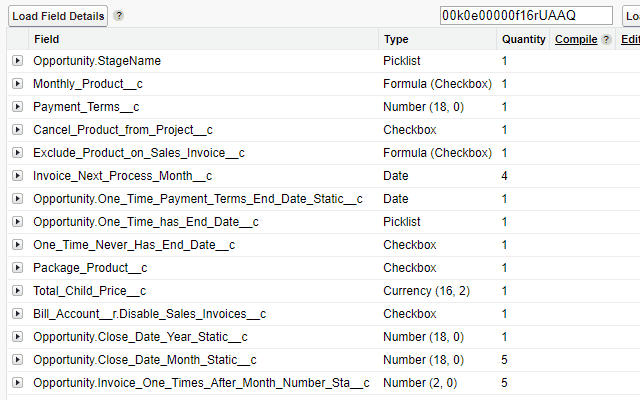 Load Field Details ? 00k0e00000f16rUAAQ Lo
Field Type Quantity Compile ? Edi
Opportunity.StageName Picklist 1
Monthly_Product__c Formula (Checkbox) 1
Payment_Terms__c Number (18, 0) 1
Cancel_Product_from_Project__c Checkbox 1
Exclude_Product_on_Sales_Invoice__c Formula (Checkbox) 1
Invoice_Next_Process_Month__c Date 4
Opportunity.One_Time_Payment_Terms_End_Date_Static__c Date 1
Opportunity.One_Time_has_End_Date__c Picklist 1
One_Time_Never_Has_End_Date__c Checkbox 1
Package_Product__c Checkbox 1
Total_Child_Price__c Currency (16, 2) 1
Bill_Account__r.Disable_Sales_Invoices__c Checkbox 1
Opportunity.Close_Date_Year_Static__c Number (18, 0) 1
Opportunity.Close_Date_Month_Static__c Number (18, 0) 5
Opportunity.Invoice_One_Times_After_Month_Number_Sta__c Number (2, 0) 5